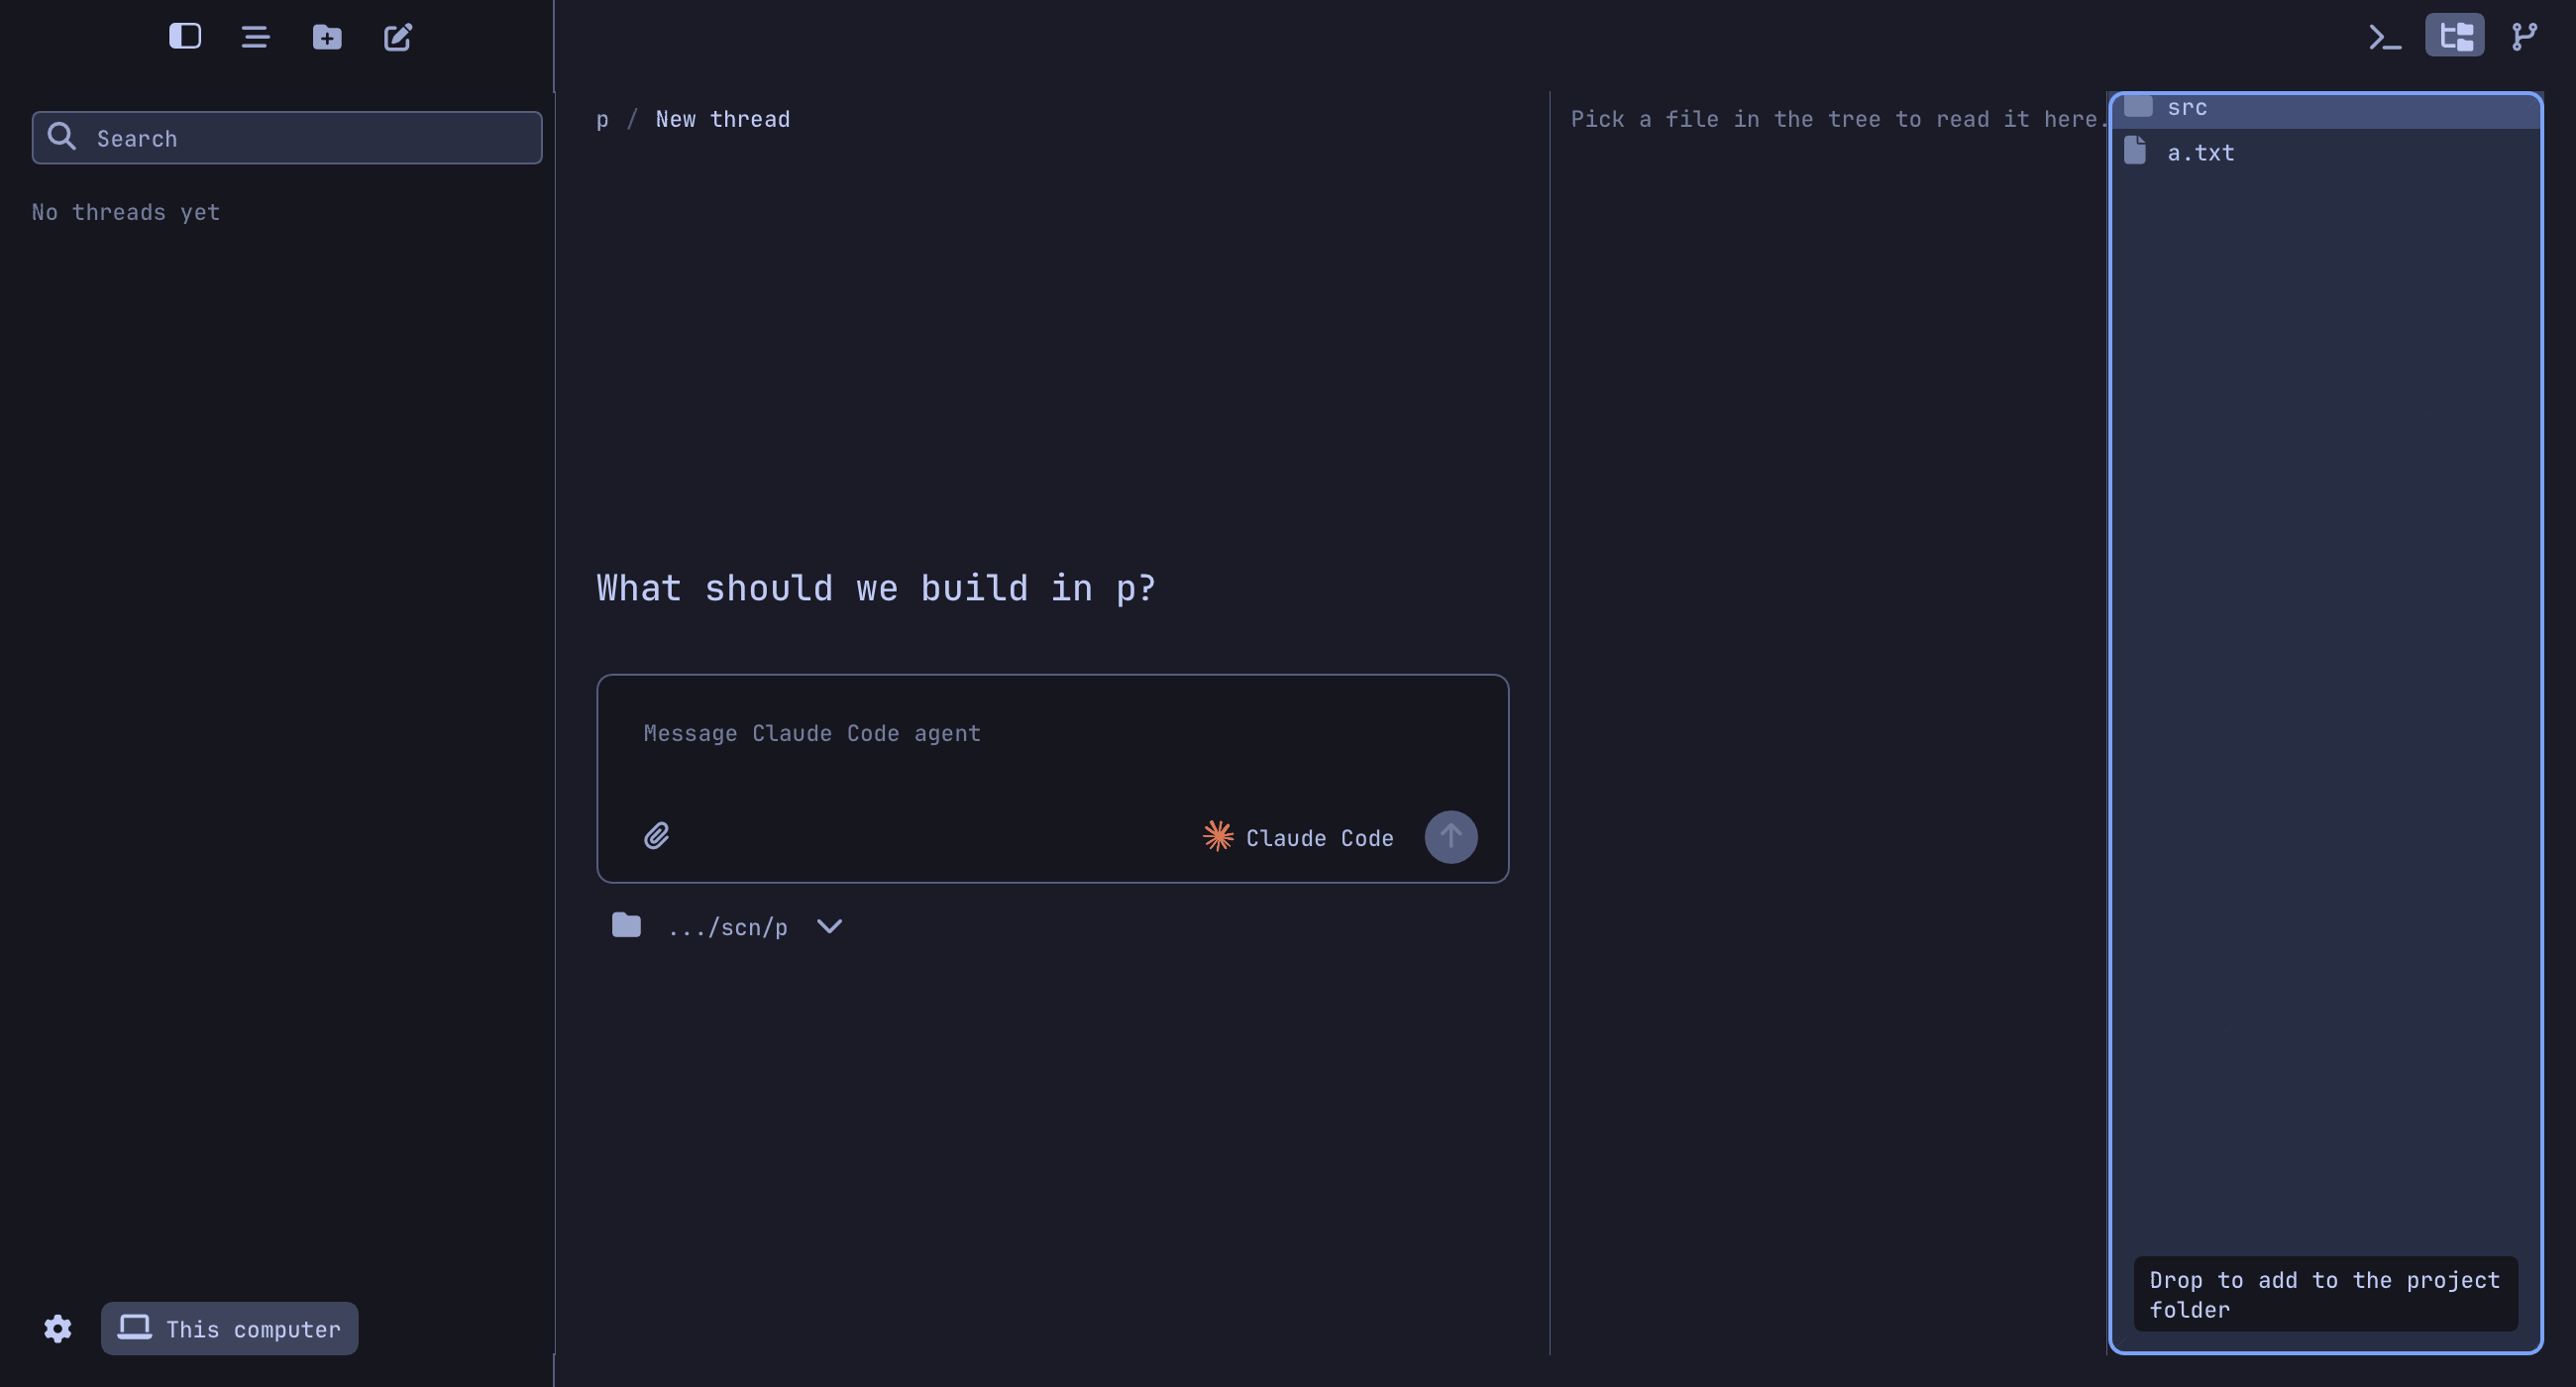 Search
No threads yet
This computer
p / New thread
What should we build in p?
Message Claude Code agent
Claude Code
.../scn/p
Pick a file in the tree to read it here.
src
a.txt
Drop to add to the project
folder